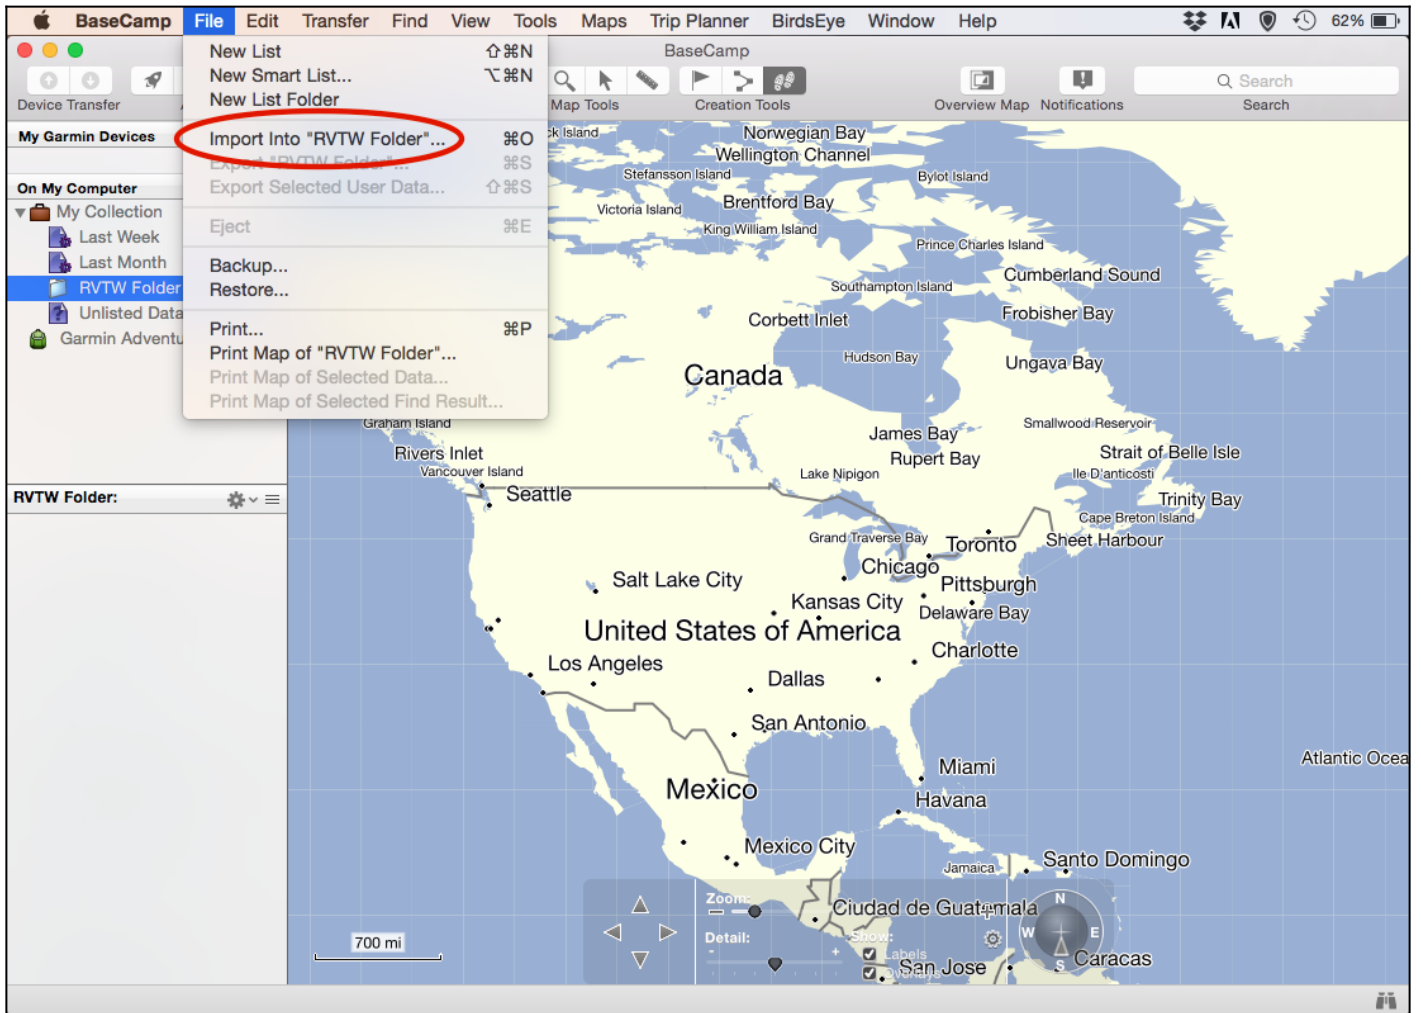 BaseCamp File Edit Transfer Find View Tools Maps Trip Planner BirdsEye Window Help 62%
BaseCamp
Search
Device Transfer
Map Tools
Creation Tools
Overview Map
Notifications
Search
My Garmin Devices
On My Computer
My Collection
Last Week
Last Month
RVTW Folder
Unlisted Data
Garmin Adventu
RVTW Folder:
New List ⇧⌘N
New Smart List... ⌥⌘N
New List Folder
Import Into "RVTW Folder"... ⌘O
Export "RVTW Folder"... ⌘S
Export Selected User Data... ⇧⌘S
Eject ⌘E
Backup...
Restore...
Print... ⌘P
Print Map of "RVTW Folder"...
Print Map of Selected Data...
Print Map of Selected Find Result...
ck Island
Norwegian Bay
Wellington Channel
Stefansson Island
Bylot Island
Victoria Island
Brentford Bay
King William Island
Prince Charles Island
Cumberland Sound
Southampton Island
Frobisher Bay
Corbett Inlet
Hudson Bay
Ungava Bay
Canada
Graham Island
Smallwood Reservoir
James Bay
Rivers Inlet
Rupert Bay
Strait of Belle Isle
Vancouver Island
Lake Nipigon
Ile D'anticosti
Seattle
Trinity Bay
Cape Breton Island
Grand Traverse Bay
Toronto
Sheet Harbour
Chicago
Salt Lake City
Pittsburgh
Kansas City
Delaware Bay
United States of America
Charlotte
Los Angeles
Dallas
San Antonio
Atlantic Ocea
Miami
Mexico
Havana
Mexico City
Santo Domingo
Jamaica
Zoom:
Ciudad de Guatemala
N
W
E
S
Detail:
- +
Show:
Labels
Overlays
San Jose
Caracas
700 mi